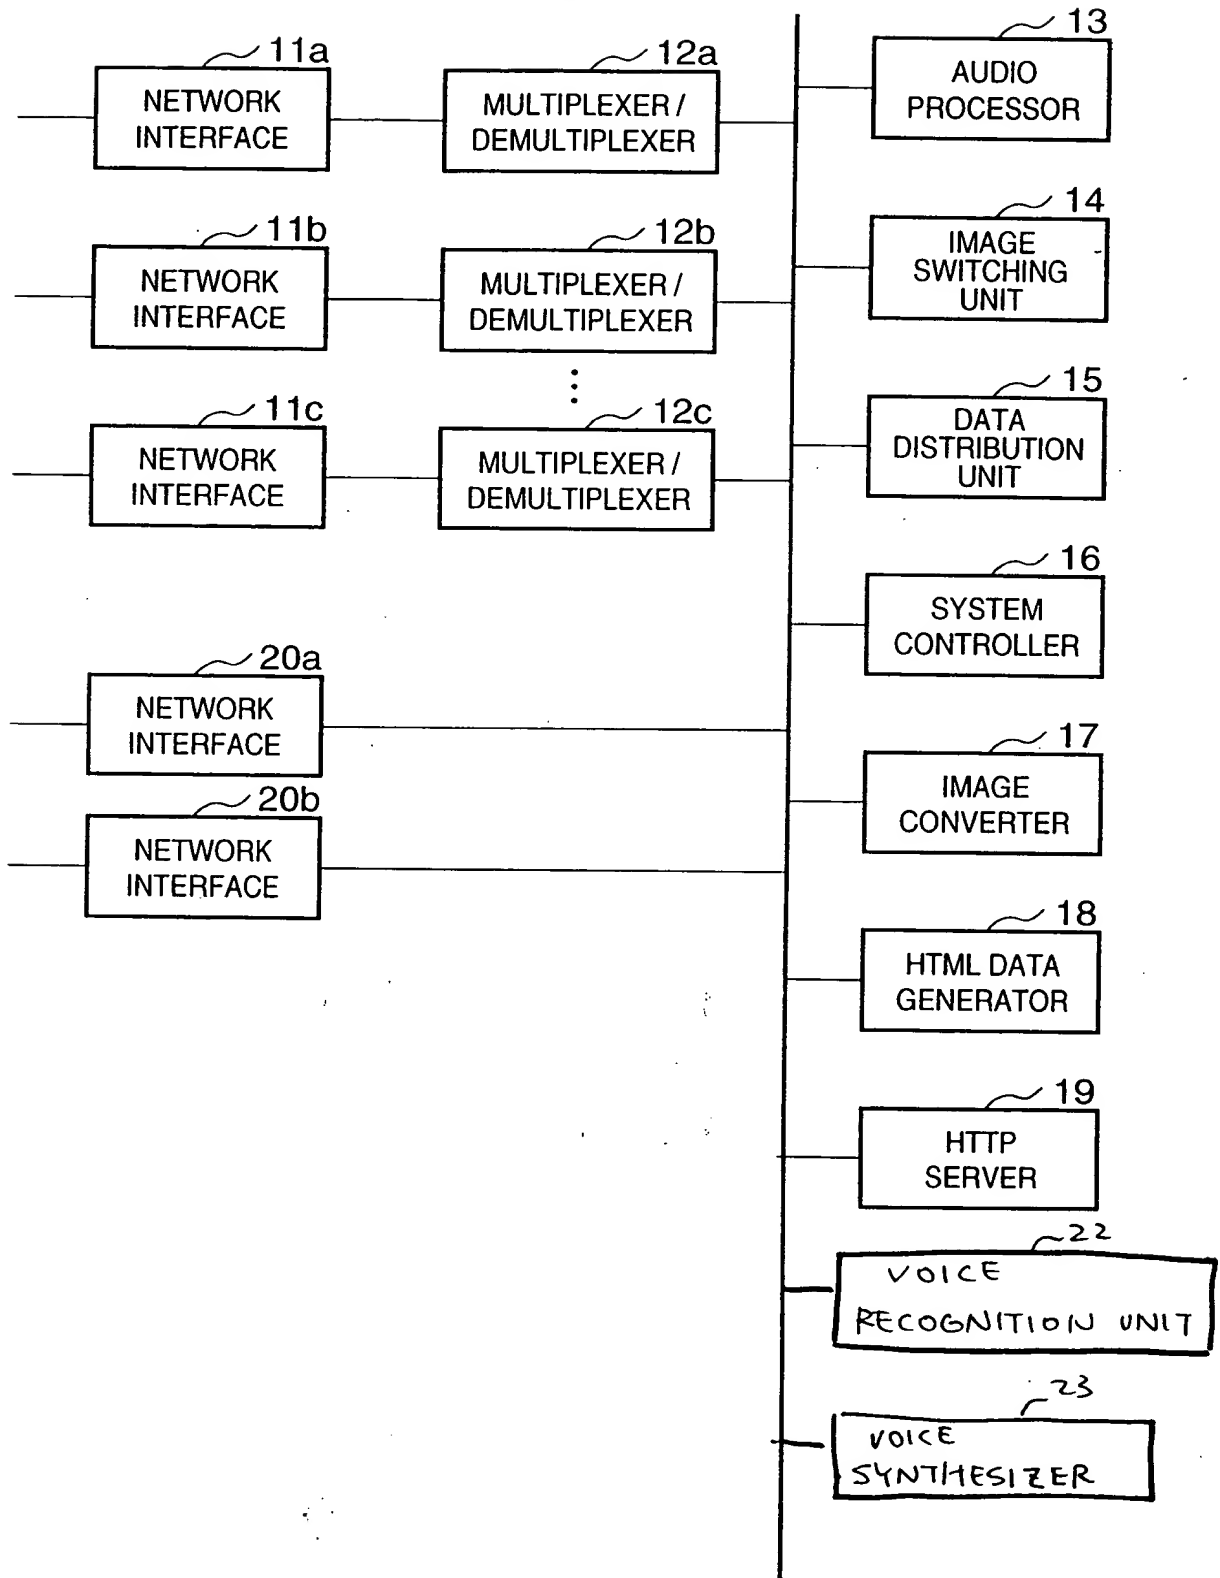 11a
NETWORK
INTERFACE
12a
MULTIPLEXER /
DEMULTIPLEXER
13
AUDIO
PROCESSOR
11b
NETWORK
INTERFACE
12b
MULTIPLEXER /
DEMULTIPLEXER
14
IMAGE
SWITCHING
UNIT
11c
NETWORK
INTERFACE
12c
MULTIPLEXER /
DEMULTIPLEXER
15
DATA
DISTRIBUTION
UNIT
16
SYSTEM
CONTROLLER
20a
NETWORK
INTERFACE
17
IMAGE
CONVERTER
20b
NETWORK
INTERFACE
18
HTML DATA
GENERATOR
19
HTTP
SERVER
22
VOICE
RECOGNITION UNIT
23
VOICE
SYNTHESIZER